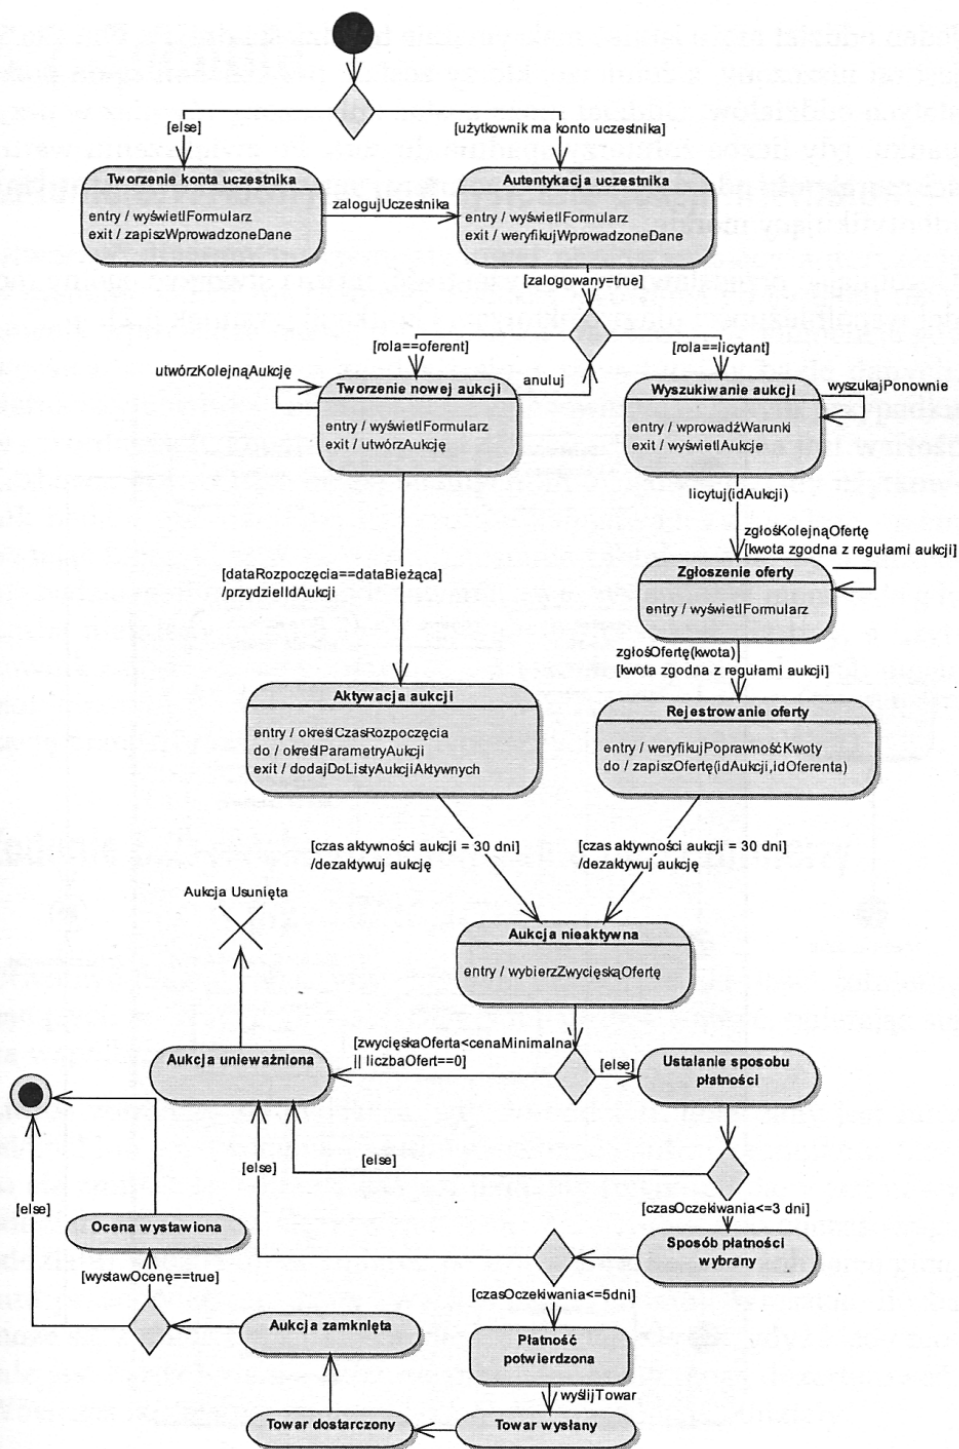 [else]
[użytkownik ma konto uczestnika]
Tworzenie konta uczestnika
entry / wyświetlFormularz
exit / zapiszWprowadzoneDane
zalogujUczestnika
Autentykacja uczestnika
entry / wyświetlFormularz
exit / weryfikujWprowadzoneDane
[zalogowany=true]
[rola==oferent]
[rola==licytant]
utwórzKolejnąAukcję
Tworzenie nowej aukcji
entry / wyświetlFormularz
exit / utwórzAukcję
anuluj
Wyszukiwanie aukcji
entry / wprowadźWarunki
exit / wyświetlAukcje
wyszukajPonownie
licytuj(idAukcji)
zgłośKolejnąOfertę
[kwota zgodna z regułami aukcji]
[dataRozpoczęcia==dataBieżąca]
/przydzielIdAukcji
Zgłoszenie oferty
entry / wyświetlFormularz
zgłośOfertę(kwota)
[kwota zgodna z regułami aukcji]
Aktywacja aukcji
entry / okreslCzasRozpoczęcia
do / okreslParametryAukcji
exit / dodajDoListyAukcjiAktywnych
Rejestrowanie oferty
entry / weryfikujPoprawnośćKwoty
do / zapiszOfertę(idAukcji,idOferenta)
[czas aktywności aukcji = 30 dni]
/dezaktywuj aukcję
[czas aktywności aukcji = 30 dni]
/dezaktywuj aukcję
Aukcja Usunięta
Aukcja nieaktywna
entry / wybierzZwycięskąOfertę
[zwycięskaOferta<cenaMinimalna
|| liczbaOfert==0]
Aukcja unieważniona
[else]
Ustalanie sposobu
płatności
[else]
[else]
[czasOczekiwania<=3 dni]
[else]
Ocena wystawiona
Sposób płatności
wybrany
[wystawOcenę==true]
[czasOczekiwania<=5dni]
Aukcja zamknięta
Płatność
potwierdzona
wyślijTowar
Towar dostarczony
Towar wysłany